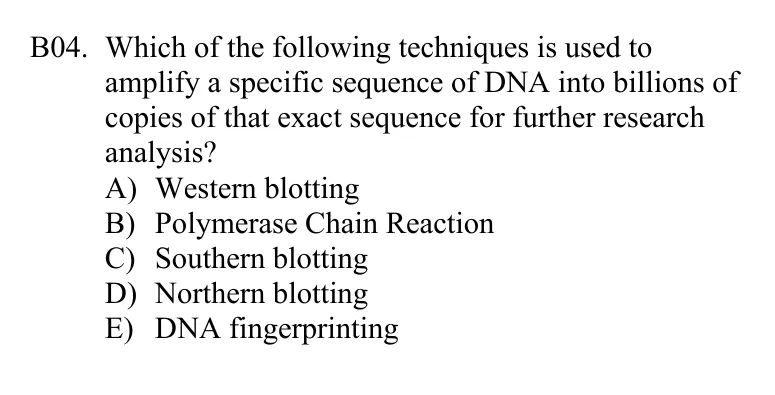 B04. Which of the following techniques is used to
amplify a specific sequence of DNA into billions of
copies of that exact sequence for further research
analysis?
A) Western blotting
B) Polymerase Chain Reaction
C) Southern blotting
D) Northern blotting
E) DNA fingerprinting